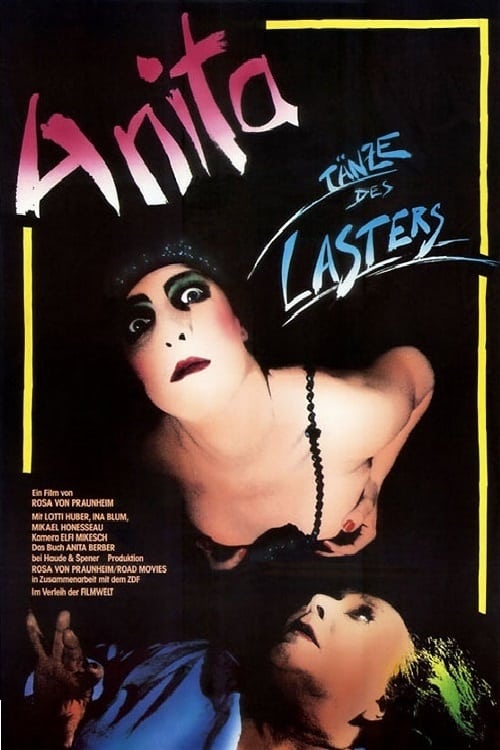 Anita
TÄNZE
DES
LASTERS
Ein Film von
ROSA VON PRAUNHEIM
Mit LOTTI HUBER, INA BLUM,
MIKAEL HONESSEAU
Kamera ELFI MIKESCH
Das Bluch ANITA BERBER
bei Haude & Spener Produktion
ROSA VON PRAUNHEIM/ROAD MOVIES
in Zusammenarbeit mit dem ZDF
Im Verleih der FILMWELT